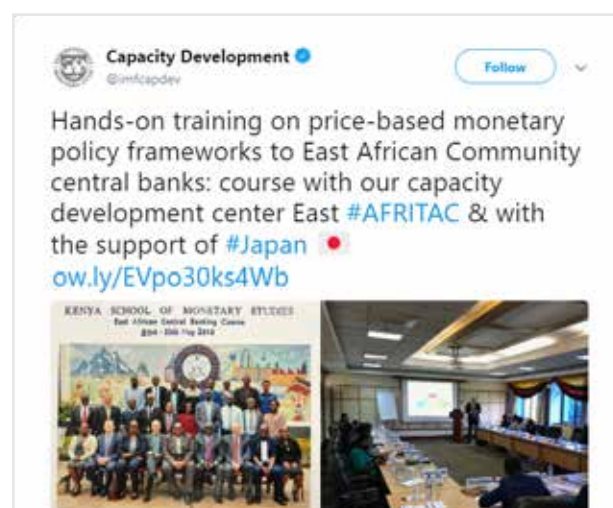 Capacity Development
@imfcapdev
Follow
Hands-on training on price-based monetary
policy frameworks to East African Community
central banks: course with our capacity
development center East #AFRITAC & with
the support of #Japan 🇯🇵
ow.ly/EVpo30ks4Wb
KENYA SCHOOL OF MONETARY STUDIES
East African Central Banking Course
May 2018